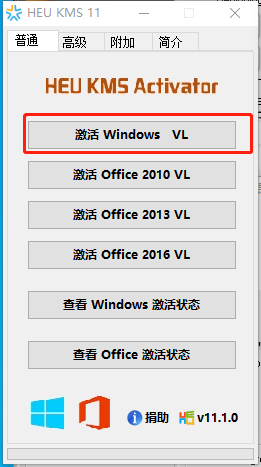 HEU KMS 11
普通 高级 附加 简介
HEU KMS Activator
激活 Windows VL
激活 Office 2010 VL
激活 Office 2013 VL
激活 Office 2016 VL
查看 Windows 激活状态
查看 Office 激活状态
捐助 v11.1.0